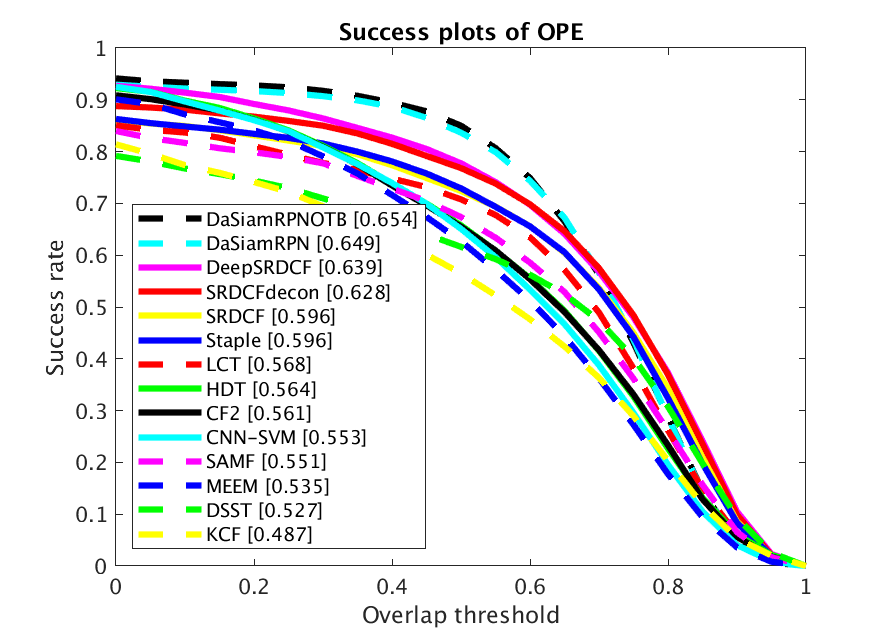 Success plots of OPE
1
0.9
0.8
0.7
0.6
0.5
0.4
0.3
0.2
0.1
0
Success rate
DaSiamRPNOTB [0.654]
DaSiamRPN [0.649]
DeepSRDCF [0.639]
SRDCFdecon [0.628]
SRDCF [0.596]
Staple [0.596]
LCT [0.568]
HDT [0.564]
CF2 [0.561]
CNN-SVM [0.553]
SAMF [0.551]
MEEM [0.535]
DSST [0.527]
KCF [0.487]
0 0.2 0.4 0.6 0.8 1
Overlap threshold